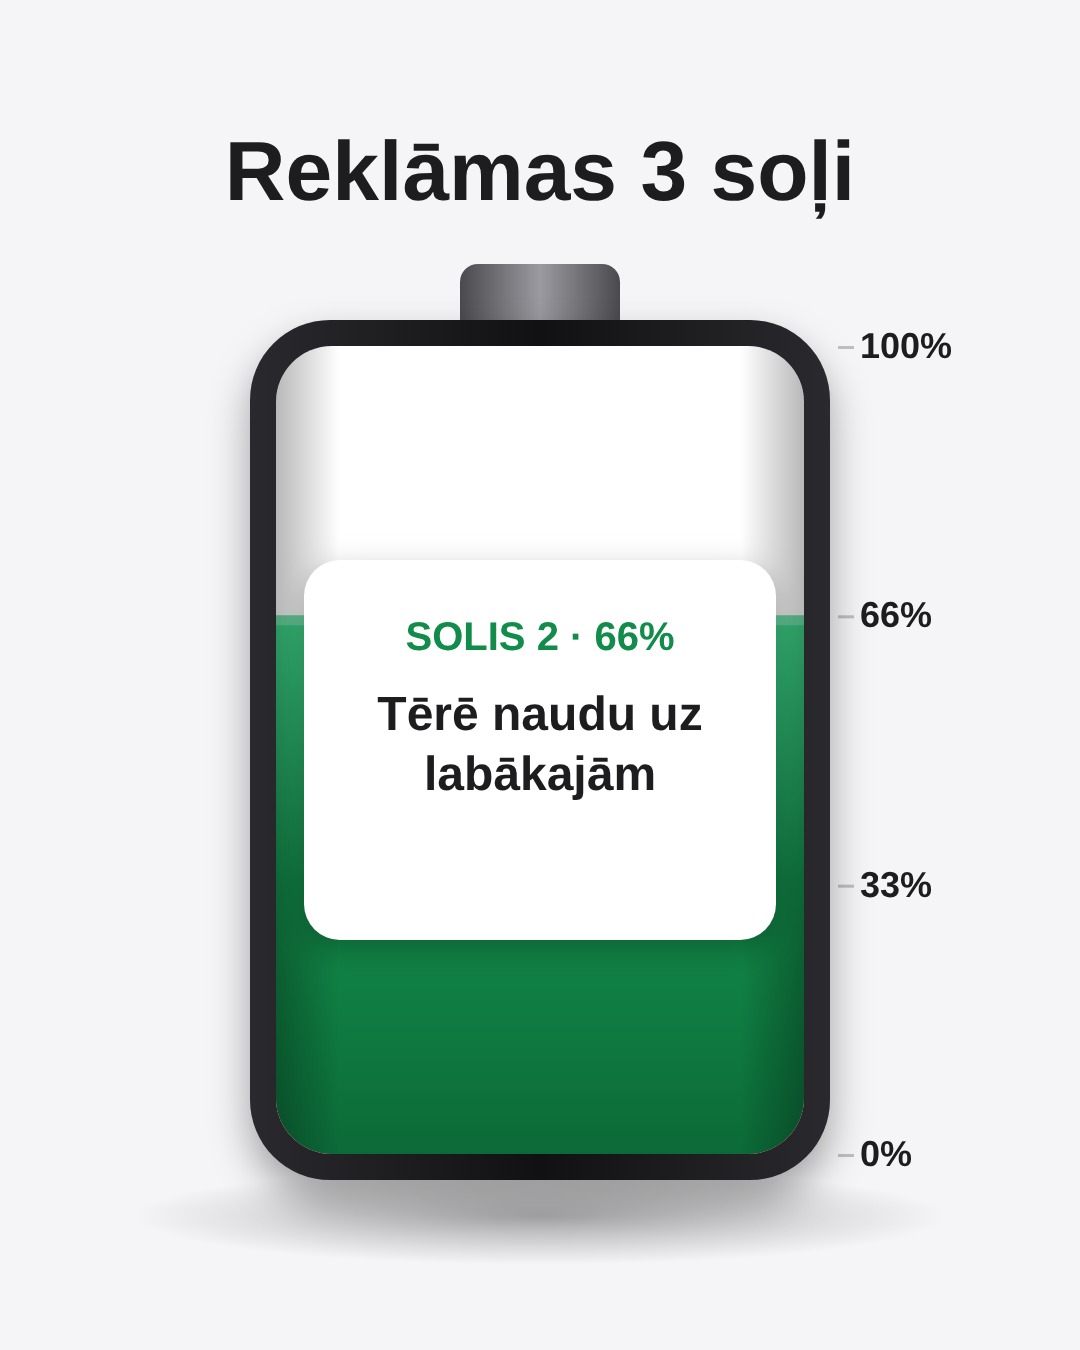 Reklāmas 3 soļi
100%
SOLIS 2 · 66%
66%
Tērē naudu uz
labākajām
33%
0%